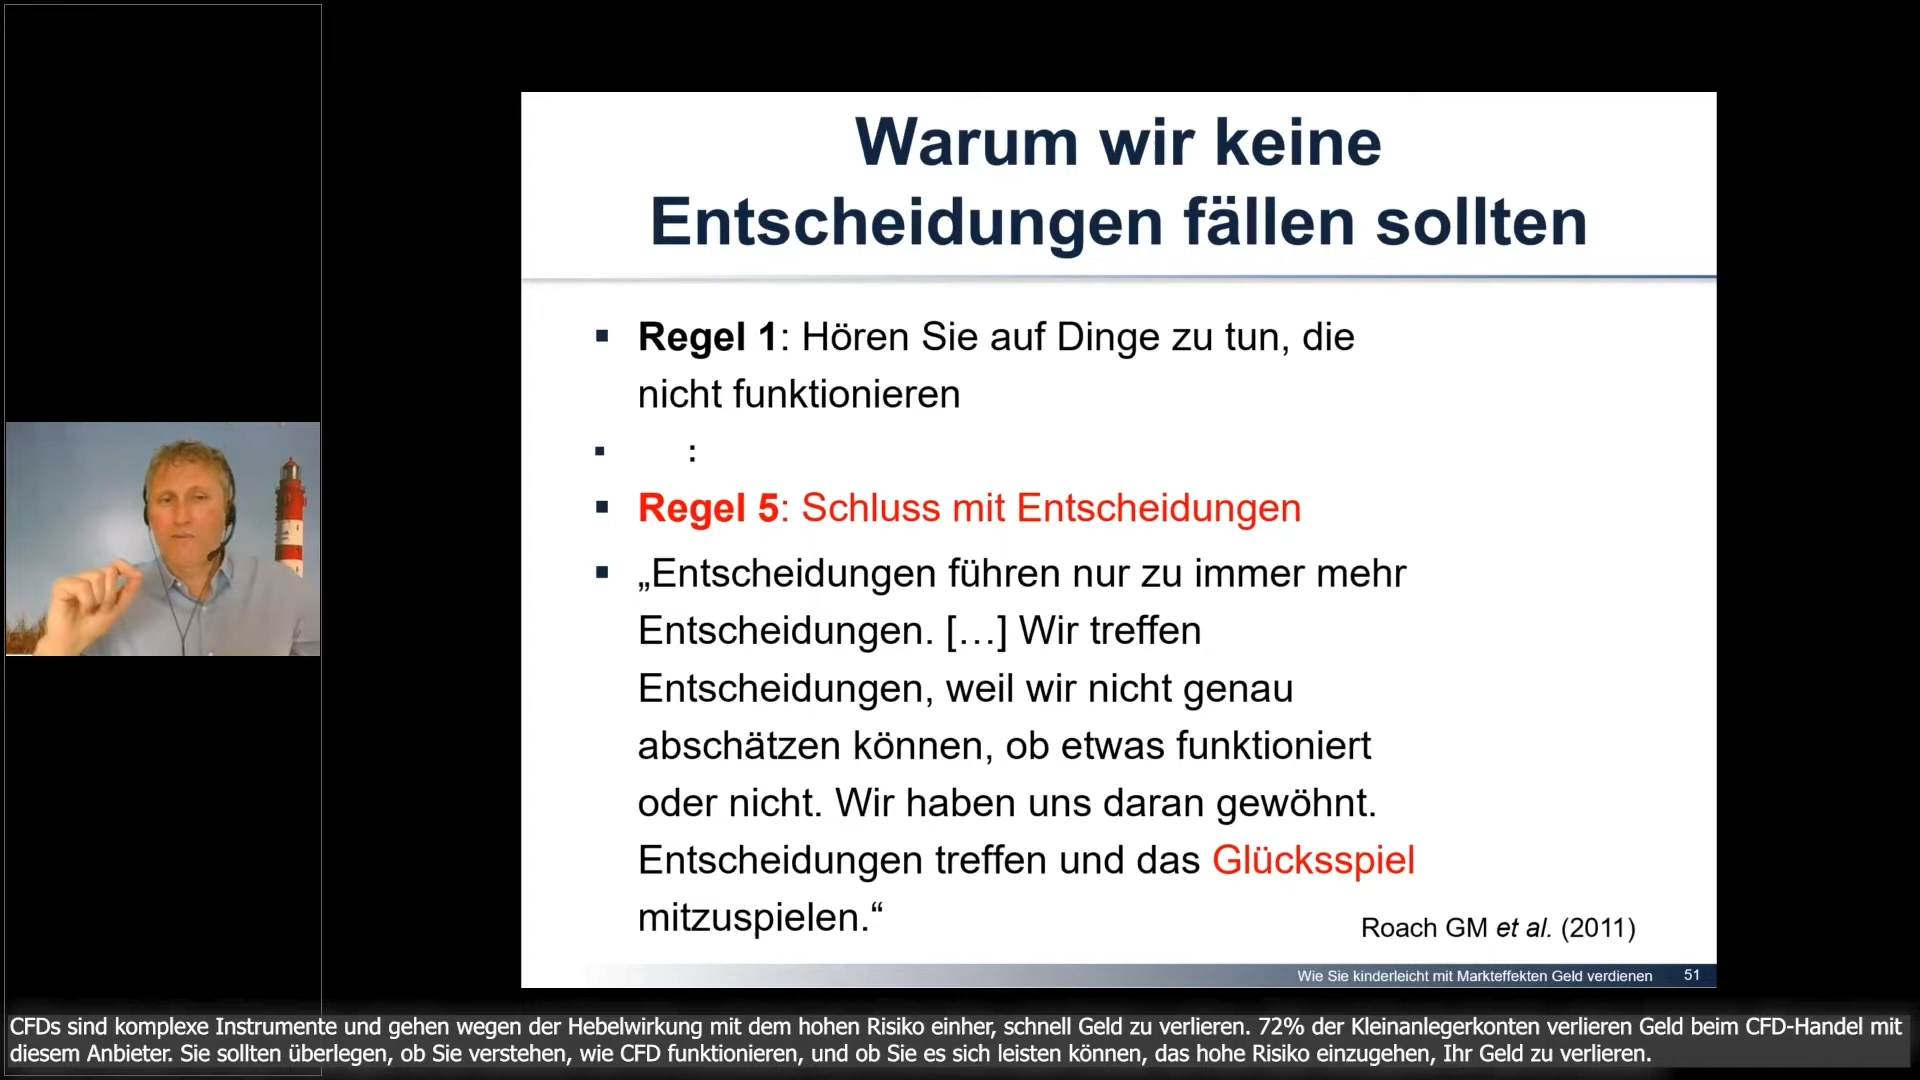 Warum wir keine
Entscheidungen fällen sollten
▪ Regel 1: Hören Sie auf Dinge zu tun, die
nicht funktionieren
▪ :
▪ Regel 5: Schluss mit Entscheidungen
▪ „Entscheidungen führen nur zu immer mehr
Entscheidungen. […] Wir treffen
Entscheidungen, weil wir nicht genau
abschätzen können, ob etwas funktioniert
oder nicht. Wir haben uns daran gewöhnt.
Entscheidungen treffen und das Glücksspiel
mitzuspielen.“
Roach GM et al. (2011)
Wie Sie kinderleicht mit Markteffekten Geld verdienen 51
CFDs sind komplexe Instrumente und gehen wegen der Hebelwirkung mit dem hohen Risiko einher, schnell Geld zu verlieren. 72% der Kleinanlegerkonten verlieren Geld beim CFD-Handel mit
diesem Anbieter. Sie sollten überlegen, ob Sie verstehen, wie CFD funktionieren, und ob Sie es sich leisten können, das hohe Risiko einzugehen, Ihr Geld zu verlieren.